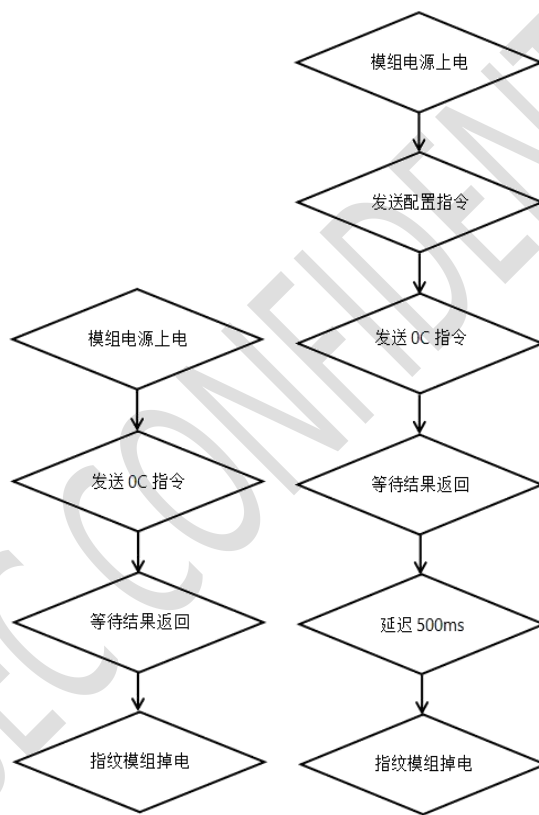 模组电源上电
发送 0C 指令
等待结果返回
指纹模组掉电
模组电源上电
发送配置指令
发送 0C 指令
等待结果返回
延迟 500ms
指纹模组掉电
SEC CONFIDENT